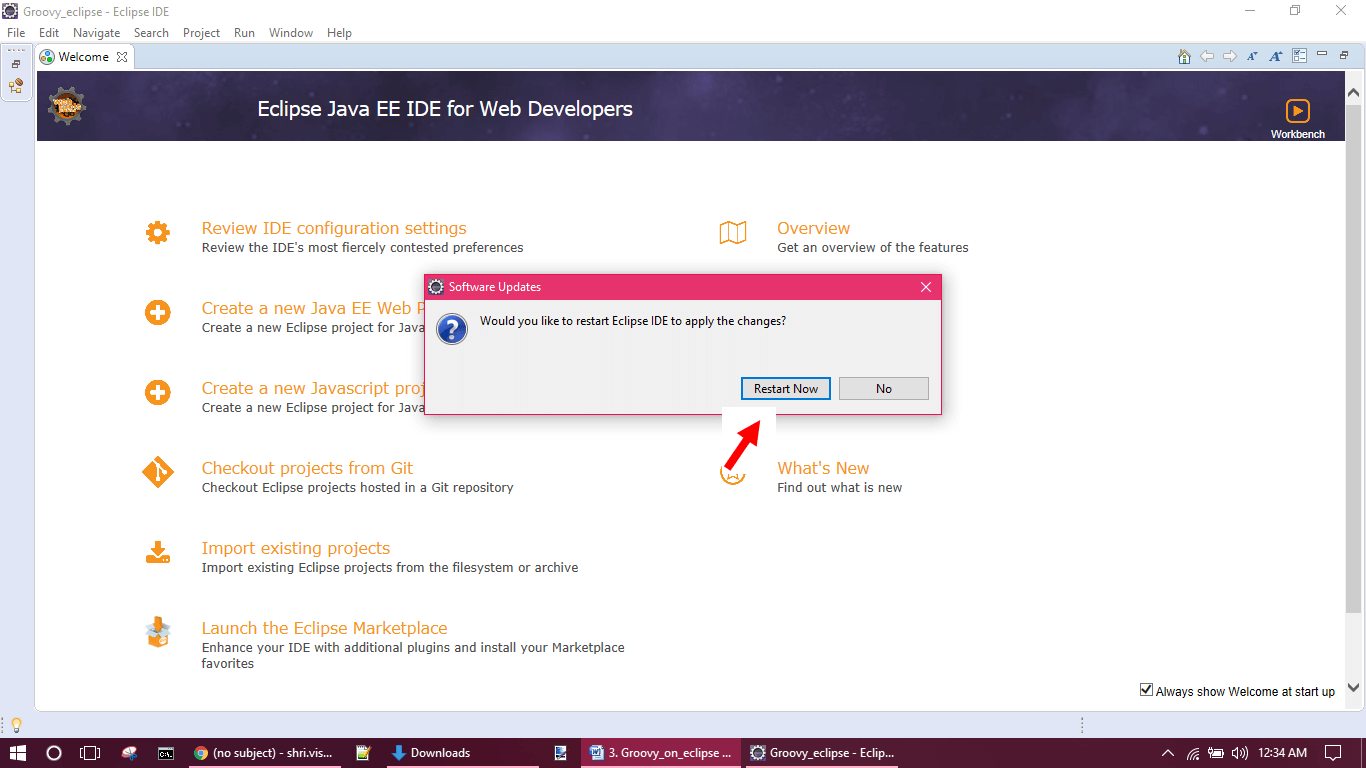 Groovy_eclipse - Eclipse IDE
File Edit Navigate Search Project Run Window Help
Welcome
Eclipse Java EE IDE for Web Developers
Workbench
Review IDE configuration settings
Review the IDE's most fiercely contested preferences
Overview
Get an overview of the features
Software Updates
Would you like to restart Eclipse IDE to apply the changes?
Restart Now No
Create a new Java EE Web
Create a new Eclipse project for Java
Create a new Javascript proj
Create a new Eclipse project for Java
Checkout projects from Git
Checkout Eclipse projects hosted in a Git repository
What's New
Find out what is new
Import existing projects
Import existing Eclipse projects from the filesystem or archive
Launch the Eclipse Marketplace
Enhance your IDE with additional plugins and install your Marketplace
favorites
Always show Welcome at start up
(no subject) - shri.vis... Downloads 3. Groovy_on_eclipse ... Groovy_eclipse - Eclip... 12:34 AM